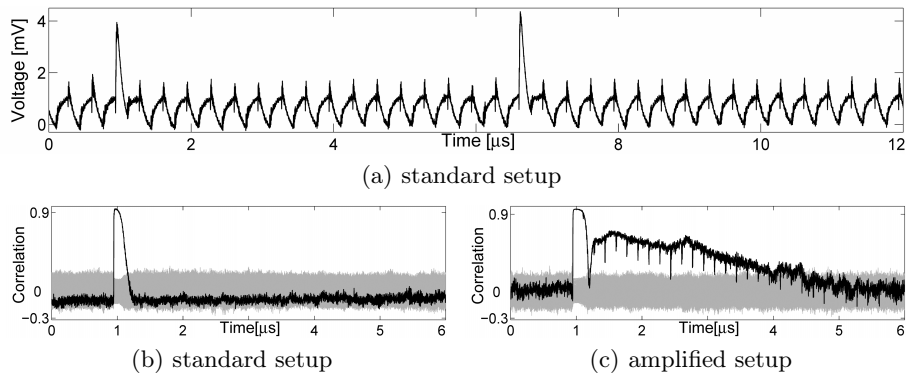 Voltage [mV]
4
2
0
0 2 4 8 10 12
Time [μs]
(a) standard setup
Correlation
0.9
0
−0.3
0 1 2 3 4 5 6
Time[μs]
(b) standard setup
Correlation
0.9
0
−0.3
0 1 2 3 4 5 6
Time[μs]
(c) amplified setup